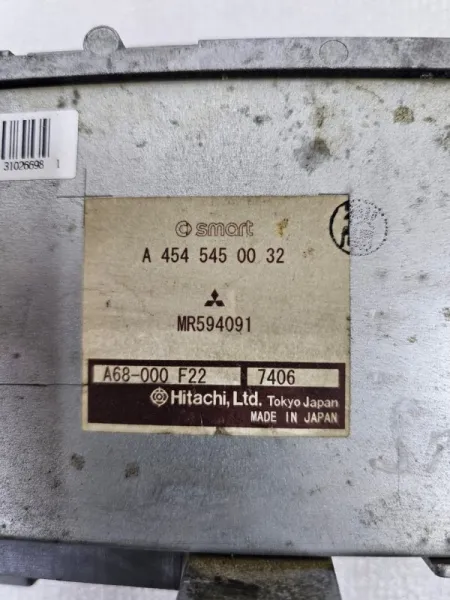 31026698 1
smart
A 454 545 00 32
MR594091
A68-000 F22 7406
Hitachi, Ltd. Tokyo Japan
MADE IN JAPAN